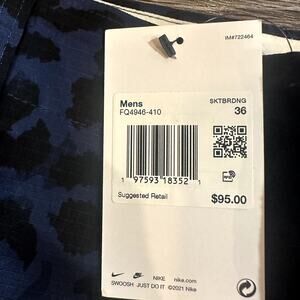 IM#722464
Mens
SKTBRDNG
FQ4946-410
36
1 97593 18352 1
Suggested Retail
$95.00
NIKE nike.com
SWOOSH JUST DO IT ©2021 Nike